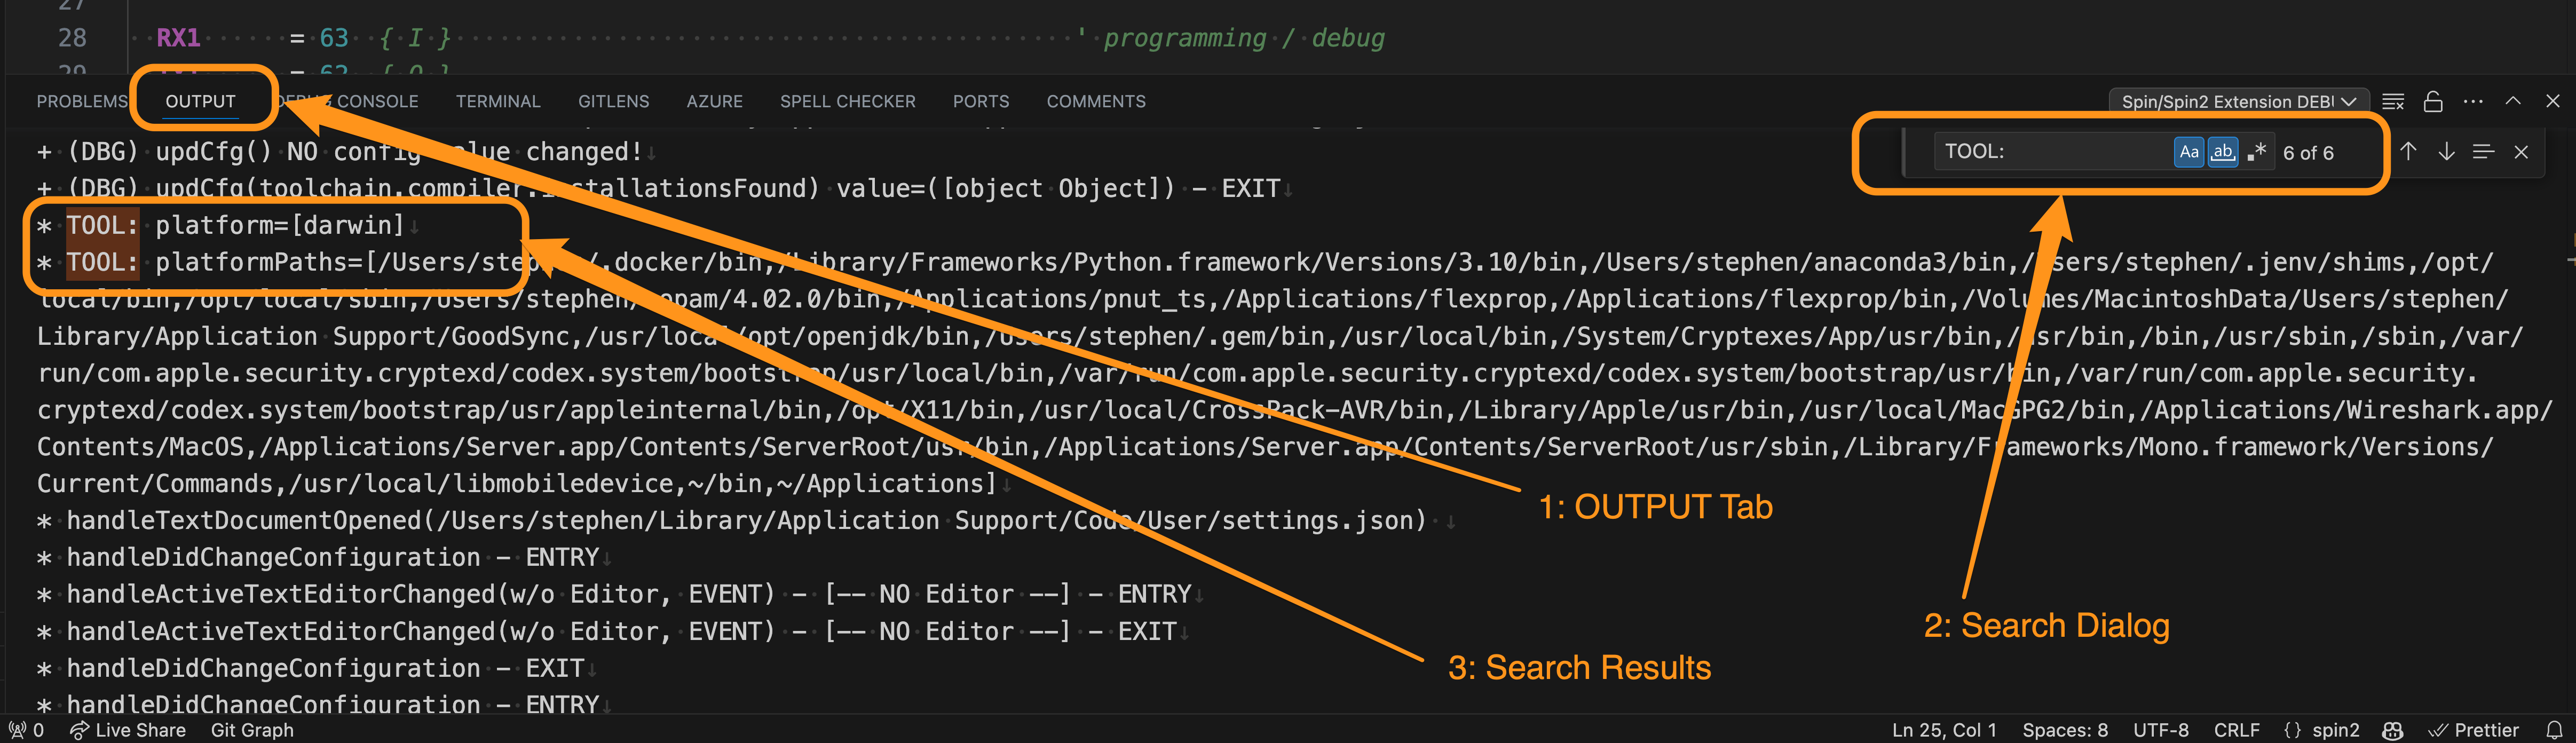 27
28 RX1 = 63 { I } ' programming / debug
29 = 62 { O }
PROBLEMS OUTPUT DEBUG CONSOLE TERMINAL GITLENS AZURE SPELL CHECKER PORTS COMMENTS Spin/Spin2 Extension DEBU
+ (DBG) updCfg() NO config value changed!↓
TOOL: Aa ab .* 6 of 6
+ (DBG) updCfg(toolchain.compiler.installationsFound) value=([object Object]) - EXIT↓
* TOOL: platform=[darwin]↓
* TOOL: platformPaths=[/Users/stephen/.docker/bin,/Library/Frameworks/Python.framework/Versions/3.10/bin,/Users/stephen/anaconda3/bin,/Users/stephen/.jenv/shims,/opt/
local/bin,/opt/local/sbin,/Users/stephen/.opam/4.02.0/bin,/Applications/pnut_ts,/Applications/flexprop,/Applications/flexprop/bin,/Volumes/MacintoshData/Users/stephen/
Library/Application Support/GoodSync,/usr/local/opt/openjdk/bin,/Users/stephen/.gem/bin,/usr/local/bin,/System/Cryptexes/App/usr/bin,/usr/bin,/bin,/usr/sbin,/sbin,/var/
run/com.apple.security.cryptexd/codex.system/bootstrap/usr/local/bin,/var/run/com.apple.security.cryptexd/codex.system/bootstrap/usr/bin,/var/run/com.apple.security.
cryptexd/codex.system/bootstrap/usr/appleinternal/bin,/opt/X11/bin,/usr/local/CrossPack-AVR/bin,/Library/Apple/usr/bin,/usr/local/MacGPG2/bin,/Applications/Wireshark.app/
Contents/MacOS,/Applications/Server.app/Contents/ServerRoot/usr/bin,/Applications/Server.app/Contents/ServerRoot/usr/sbin,/Library/Frameworks/Mono.framework/Versions/
Current/Commands,/usr/local/libmobiledevice,~/bin,~/Applications]↓
1: OUTPUT Tab
* handleTextDocumentOpened(/Users/stephen/Library/Application Support/Code/User/settings.json) ↓
* handleDidChangeConfiguration - ENTRY↓
* handleActiveTextEditorChanged(w/o Editor, EVENT) - [-- NO Editor --] - ENTRY↓
2: Search Dialog
* handleActiveTextEditorChanged(w/o Editor, EVENT) - [-- NO Editor --] - EXIT↓
* handleDidChangeConfiguration - EXIT↓
3: Search Results
* handleDidChangeConfiguration - ENTRY↓
0 Live Share Git Graph Ln 25, Col 1 Spaces: 8 UTF-8 CRLF {} spin2 Prettier